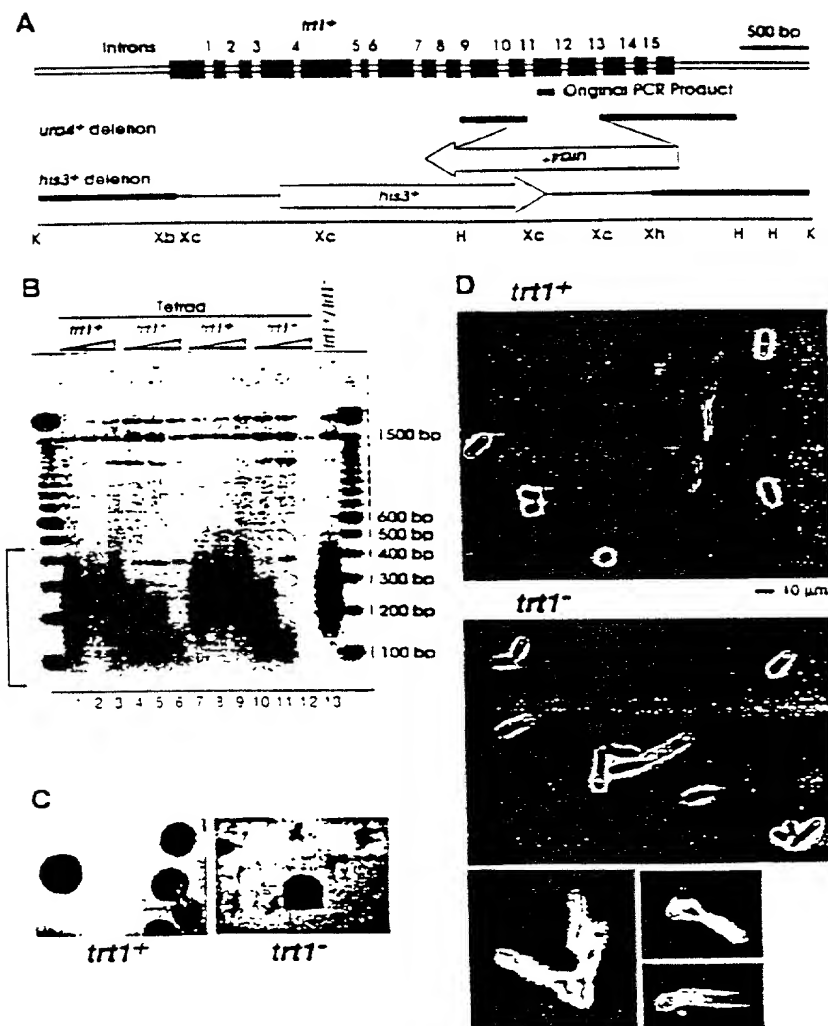 A
trt1+
500 bp
Introns 1 2 3 4 5 6 7 8 9 10 11 12 13 14 15
Original PCR Product
ura4+ deletion
ura4+
his3+ deletion
his3+
K Xb Xc Xc H Xc Xc Xh H H K
B
Tetrad
trt1+ trt1- trt1+ trt1-
1500 bp
600 bp
500 bp
400 bp
300 bp
200 bp
100 bp
1 2 3 4 5 6 7 8 9 10 11 12 13
C
trt1+
trt1-
D
trt1+
10 µm
trt1-